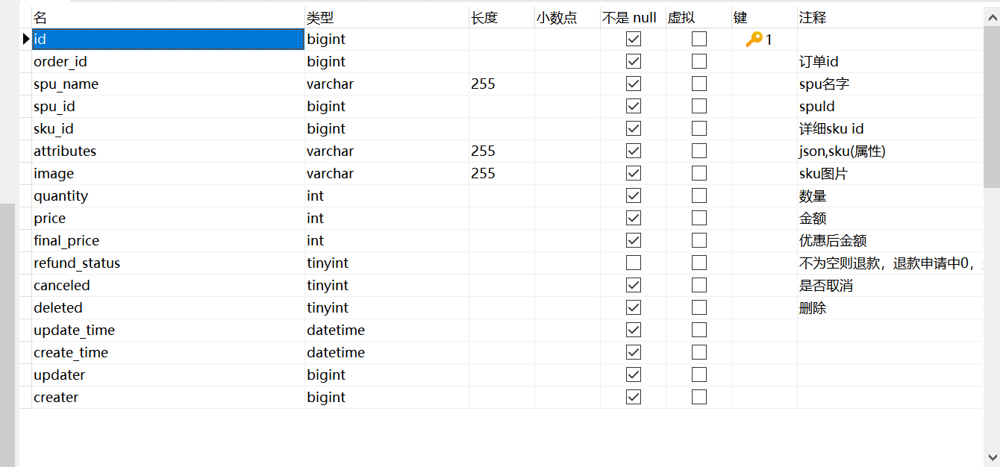 名 类型 长度 小数点 不是 null 虚拟 键 注释
id bigint 1
order_id bigint 订单id
spu_name varchar 255 spu名字
spu_id bigint spuId
sku_id bigint 详细sku id
attributes varchar 255 json,sku(属性)
image varchar 255 sku图片
quantity int 数量
price int 金额
final_price int 优惠后金额
refund_status tinyint 不为空则退款，退款申请中0，
canceled tinyint 是否取消
deleted tinyint 删除
update_time datetime
create_time datetime
updater bigint
creater bigint